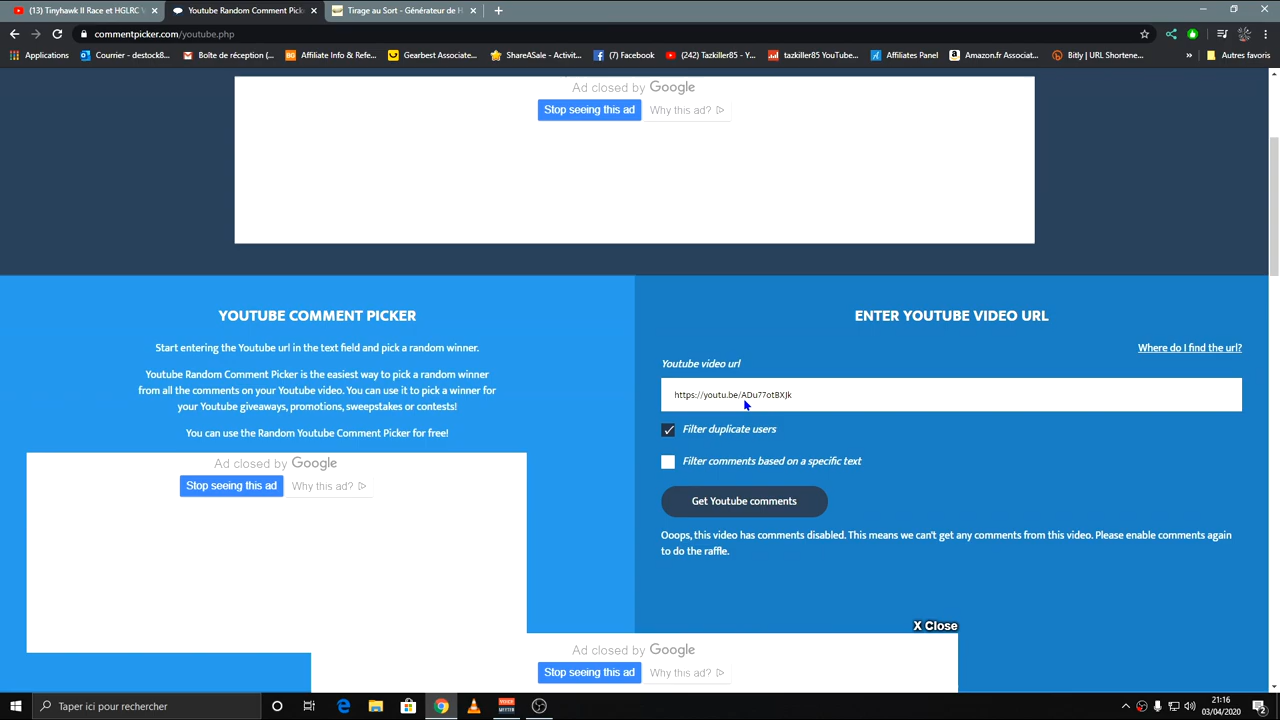 (13) Tinyhawk II Race et HGLRC V
Youtube Random Comment Pick
Tirage au Sort - Générateur de H
commentpicker.com/youtube.php
Applications
Courrier - destock8...
Boîte de réception (...
Affiliate Info & Refe...
Gearbest Associate...
ShareASale - Activit...
(7) Facebook
(242) Tazkiller85 - Y...
tazkiller85 YouTube...
Affiliates Panel
Amazon.fr Associat...
Bitly | URL Shortene...
»
Autres favoris
Ad closed by Google
Stop seeing this ad
Why this ad?
YOUTUBE COMMENT PICKER
Start entering the Youtube url in the text field and pick a random winner.
Youtube Random Comment Picker is the easiest way to pick a random winner
from all the comments on your Youtube video. You can use it to pick a winner for
your Youtube giveaways, promotions, sweepstakes or contests!
You can use the Random Youtube Comment Picker for free!
Ad closed by Google
Stop seeing this ad
Why this ad?
ENTER YOUTUBE VIDEO URL
Where do I find the url?
Youtube video url
https://youtu.be/ADu77otBXJk
Filter duplicate users
Filter comments based on a specific text
Get Youtube comments
Ooops, this video has comments disabled. This means we can't get any comments from this video. Please enable comments again
to do the raffle.
X Close
Ad closed by Google
Stop seeing this ad
Why this ad?
Taper ici pour rechercher
21:16
03/04/2020
2